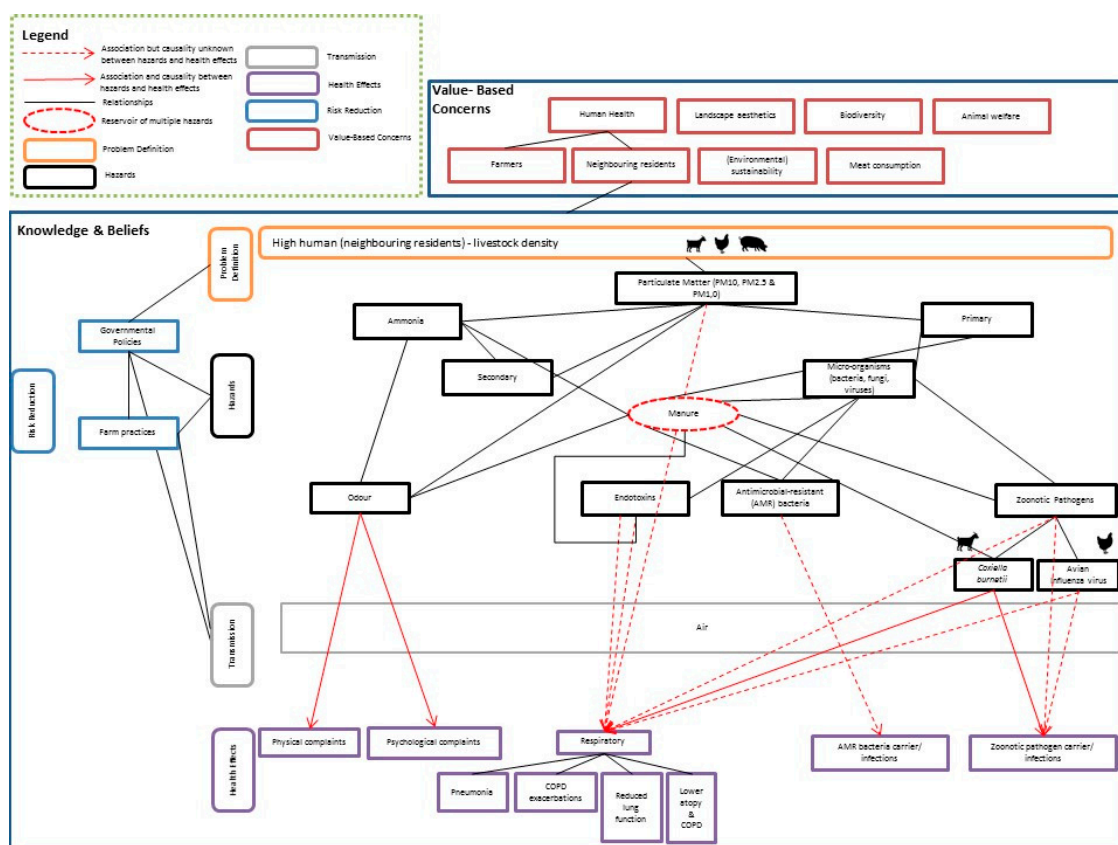 Legend
Association but causality unknown
between hazards and health effects
Association and causality between
hazards and health effects
Relationships
Reservoir of multiple hazards
Problem Definition
Hazards
Transmission
Health Effects
Risk Reduction
Value-Based Concerns
Value- Based
Concerns
Human Health
Landscape aesthetics
Biodiversity
Animal welfare
Farmers
Neighbouring residents
(Environmental)
sustainability
Meat consumption
Knowledge & Beliefs
Problem
Definition
High human (neighbouring residents) - livestock density
Particulate Matter (PM10, PM2.5 &
PM1,0)
Ammonia
Primary
Governmental
Policies
Secondary
Micro-organisms
(bacteria, fungi,
viruses)
Risk Reduction
Hazards
Manure
Farm practices
Odour
Endotoxins
Antimicrobial-resistant
(AMR) bacteria
Zoonotic Pathogens
Coxiella
burnetii
Avian
Influenza virus
Transmission
Air
Health Effects
Physical complaints
Psychological complaints
Respiratory
AMR bacteria carrier/
infections
Zoonotic pathogen carrier/
infections
Pneumonia
COPD
exacerbations
Reduced
lung
function
Lower
atopy
& COPD